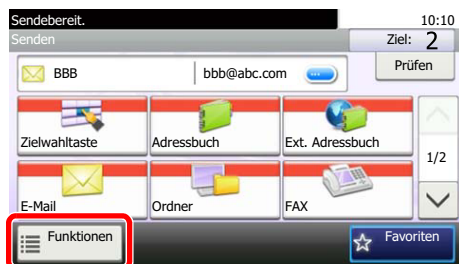 Sendebereit. 10:10
Senden Ziel: 2
BBB bbb@abc.com Prüfen
Zielwahltaste Adressbuch Ext. Adressbuch
1/2
E-Mail Ordner FAX
Funktionen Favoriten